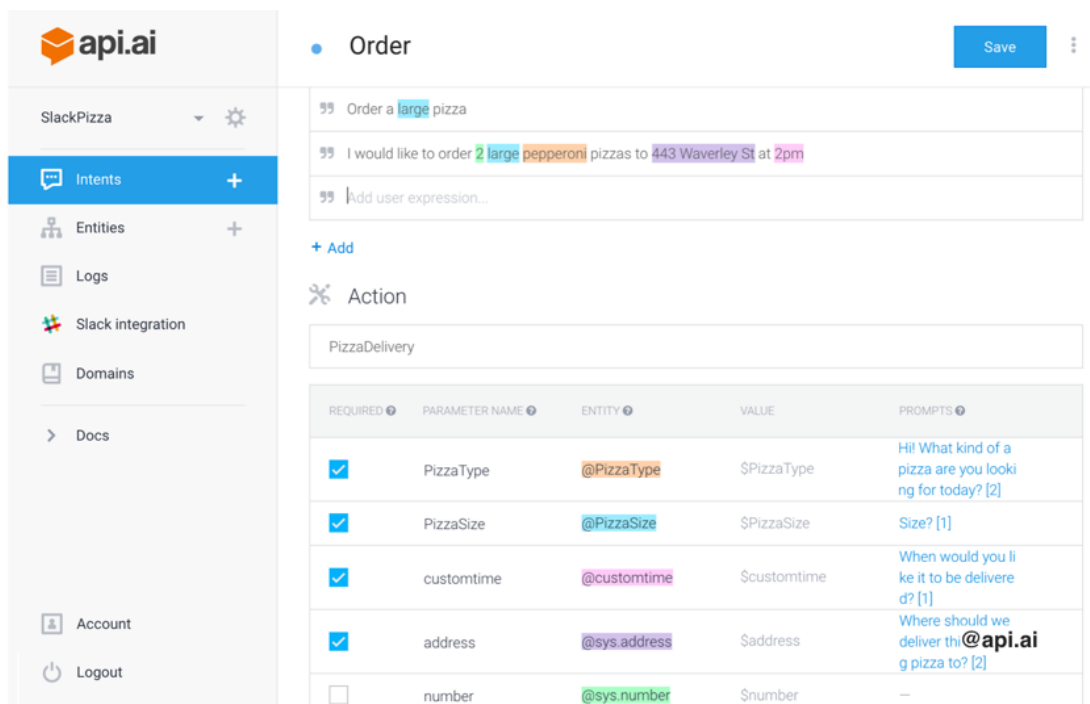 api.ai
Order
Save
SlackPizza
Intents
Entities
Logs
Slack integration
Domains
Docs
Account
Logout
Order a large pizza
I would like to order 2 large pepperoni pizzas to 443 Waverley St at 2pm
Add user expression...
+ Add
Action
PizzaDelivery
REQUIRED PARAMETER NAME ENTITY VALUE PROMPTS
PizzaType @PizzaType $PizzaType Hi! What kind of a
pizza are you looki
ng for today? [2]
PizzaSize @PizzaSize $PizzaSize Size? [1]
customtime @customtime $customtime When would you li
ke it to be delivere
d? [1]
address @sys.address $address Where should we
deliver thi
@api.ai
g pizza to? [2]
number @sys.number $number —